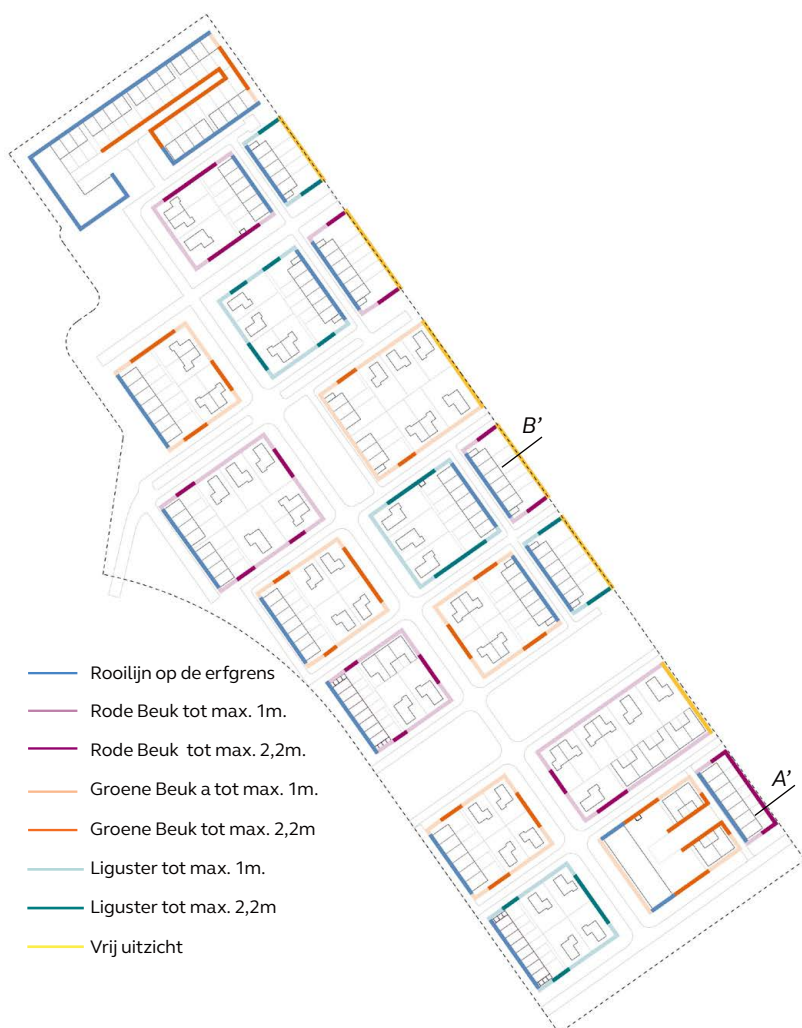 B’
Rooilijn op de erfgrens
Rode Beuk tot max. 1m.
Rode Beuk tot max. 2,2m.
Groene Beuk a tot max. 1m.
Groene Beuk tot max. 2,2m
Liguster tot max. 1m.
Liguster tot max. 2,2m
Vrij uitzicht
A’